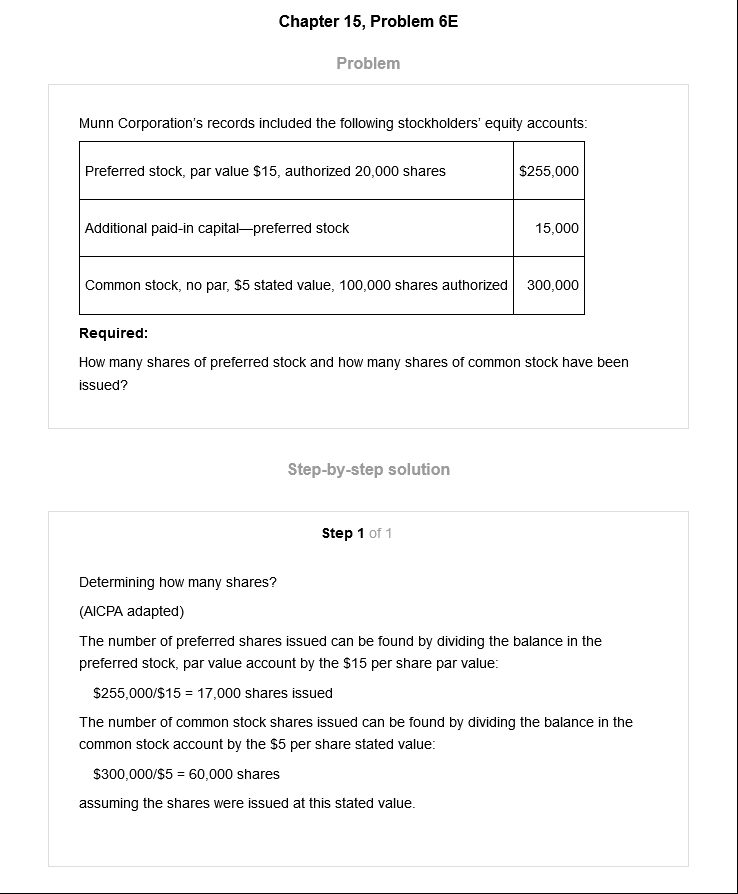 Chapter 15, Problem 6E
Problem
Munn Corporation’s records included the following stockholders’ equity accounts:
Preferred stock, par value $15, authorized 20,000 shares $255,000
Additional paid-in capital—preferred stock 15,000
Common stock, no par, $5 stated value, 100,000 shares authorized 300,000
Required:
How many shares of preferred stock and how many shares of common stock have been
issued?
Step-by-step solution
Step 1 of 1
Determining how many shares?
(AICPA adapted)
The number of preferred shares issued can be found by dividing the balance in the
preferred stock, par value account by the $15 per share par value:
$255,000/$15 = 17,000 shares issued
The number of common stock shares issued can be found by dividing the balance in the
common stock account by the $5 per share stated value:
$300,000/$5 = 60,000 shares
assuming the shares were issued at this stated value.